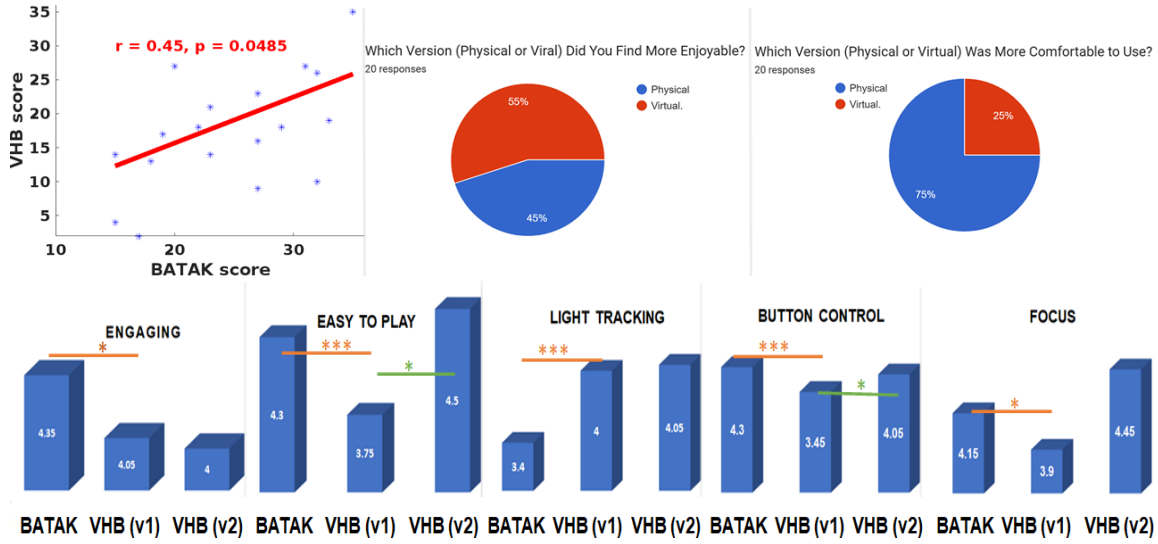 35
30
25
20
15
10
5
10
20
30
VHB score
BATAK score
r = 0.45, p = 0.0485
Which Version (Physical or Viral) Did You Find More Enjoyable?
20 responses
Physical
Virtual.
55%
45%
Which Version (Physical or Virtual) Was More Comfortable to Use?
20 responses
Physical
Virtual.
25%
75%
ENGAGING
*
4.35
4.05
4
BATAK VHB (v1) VHB (v2)
EASY TO PLAY
***
*
4.3
3.75
4.5
BATAK VHB (v1) VHB (v2)
LIGHT TRACKING
***
3.4
4
4.05
BATAK VHB (v1) VHB (v2)
BUTTON CONTROL
***
*
4.3
3.45
4.05
BATAK VHB (v1) VHB (v2)
FOCUS
*
4.15
3.9
4.45
BATAK VHB (v1) VHB (v2)